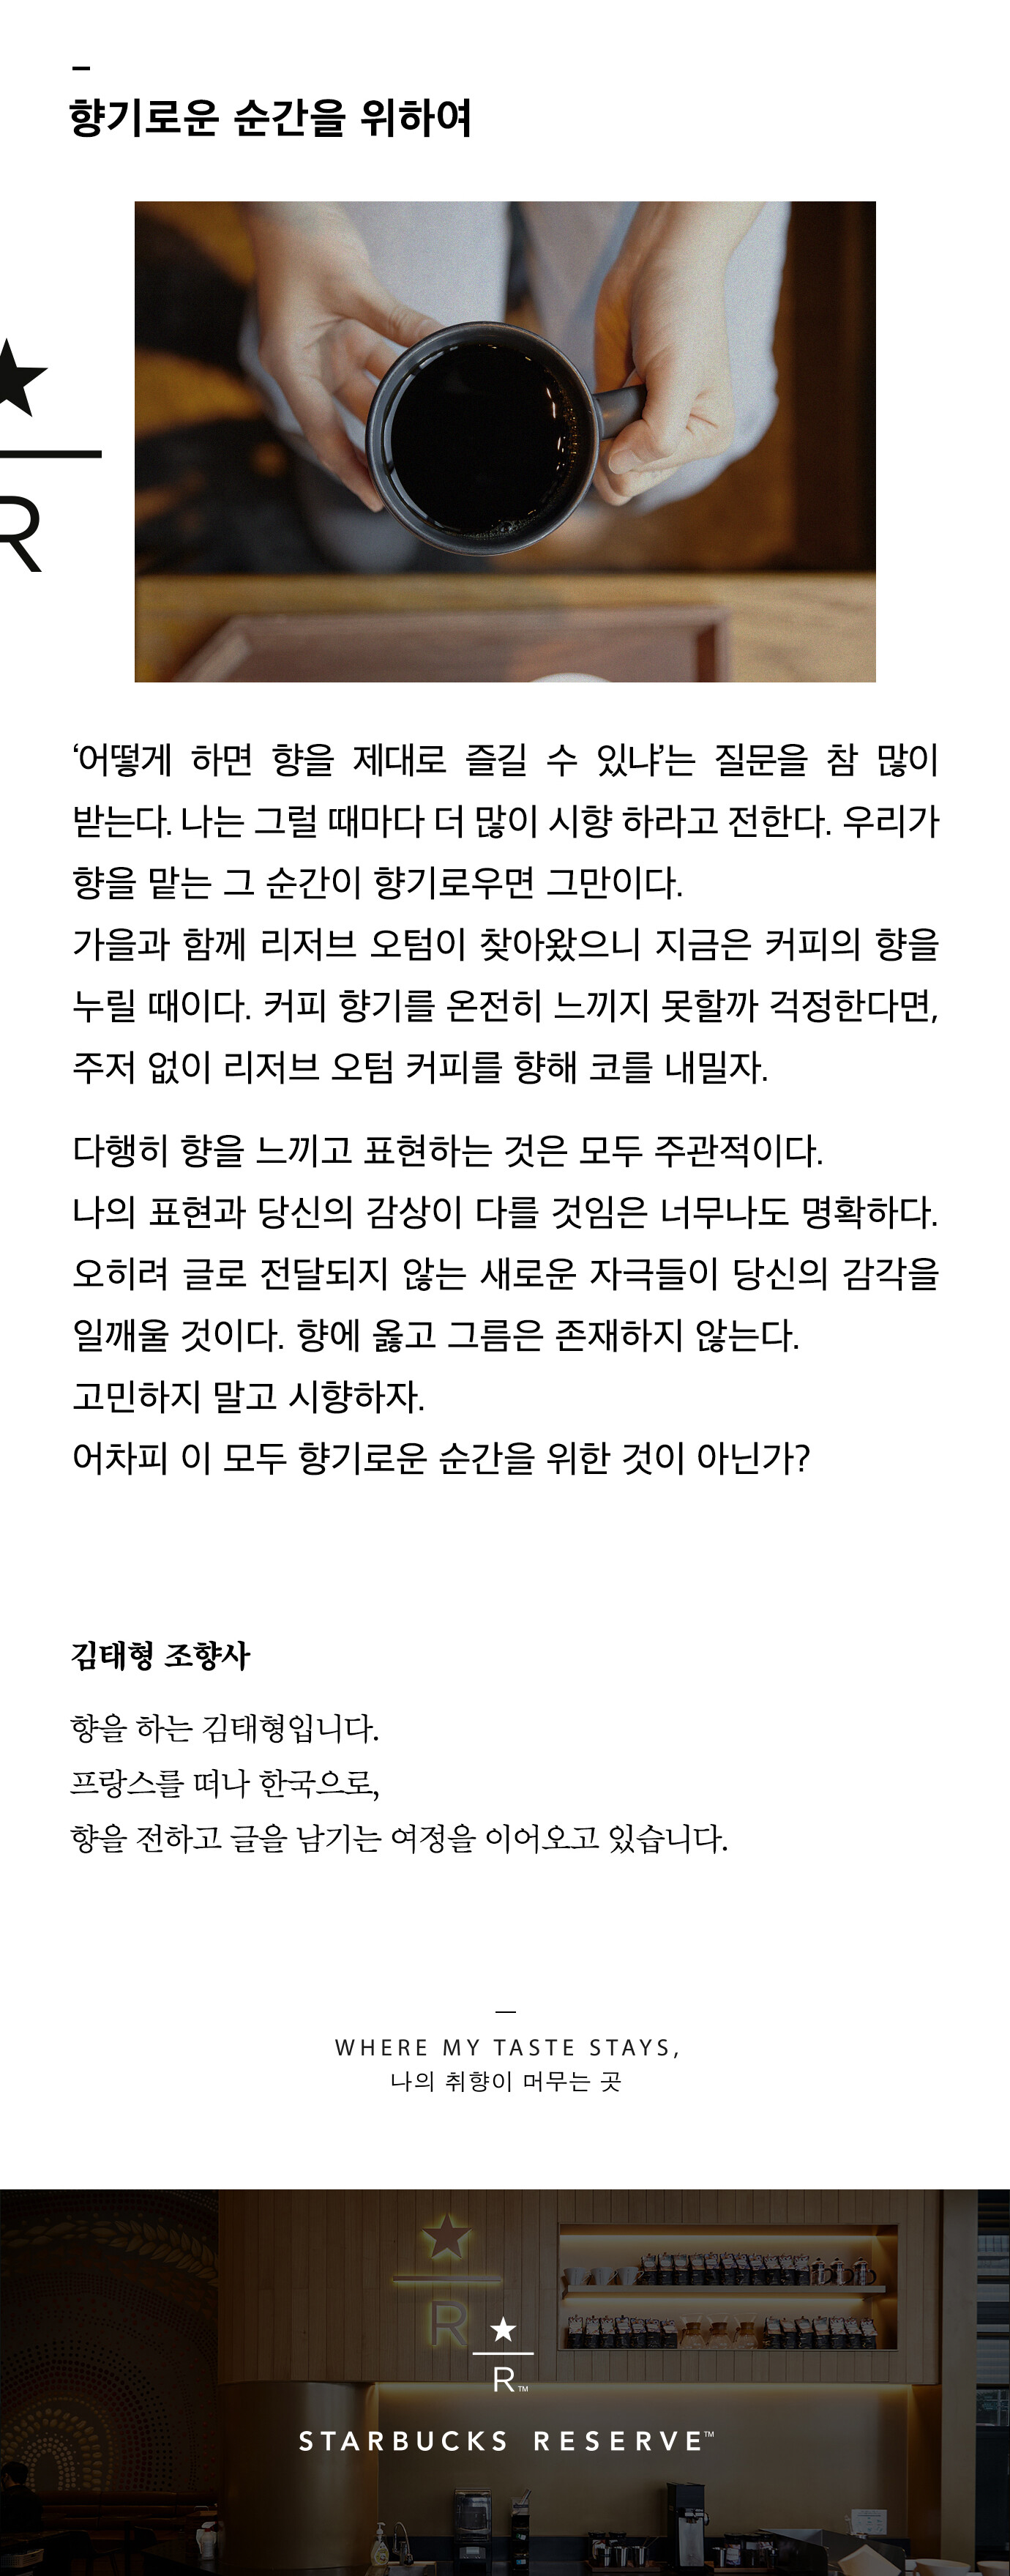 향기로운 순간을 위하여
R
‘어떻게 하면 향을 제대로 즐길 수 있냐’는 질문을 참 많이
받는다. 나는 그럴 때마다 더 많이 시향 하라고 전한다. 우리가
향을 맡는 그 순간이 향기로우면 그만이다.
가을과 함께 리저브 오텀이 찾아왔으니 지금은 커피의 향을
누릴 때이다. 커피 향기를 온전히 느끼지 못할까 걱정한다면,
주저 없이 리저브 오텀 커피를 향해 코를 내밀자.
다행히 향을 느끼고 표현하는 것은 모두 주관적이다.
나의 표현과 당신의 감상이 다를 것임은 너무나도 명확하다.
오히려 글로 전달되지 않는 새로운 자극들이 당신의 감각을
일깨울 것이다. 향에 옳고 그름은 존재하지 않는다.
고민하지 말고 시향하자.
어차피 이 모두 향기로운 순간을 위한 것이 아닌가?
김태형 조향사
향을 하는 김태형입니다.
프랑스를 떠나 한국으로,
향을 전하고 글을 남기는 여정을 이어오고 있습니다.
WHERE MY TASTE STAYS,
나의 취향이 머무는 곳
R
R™
STARBUCKS RESERVE™